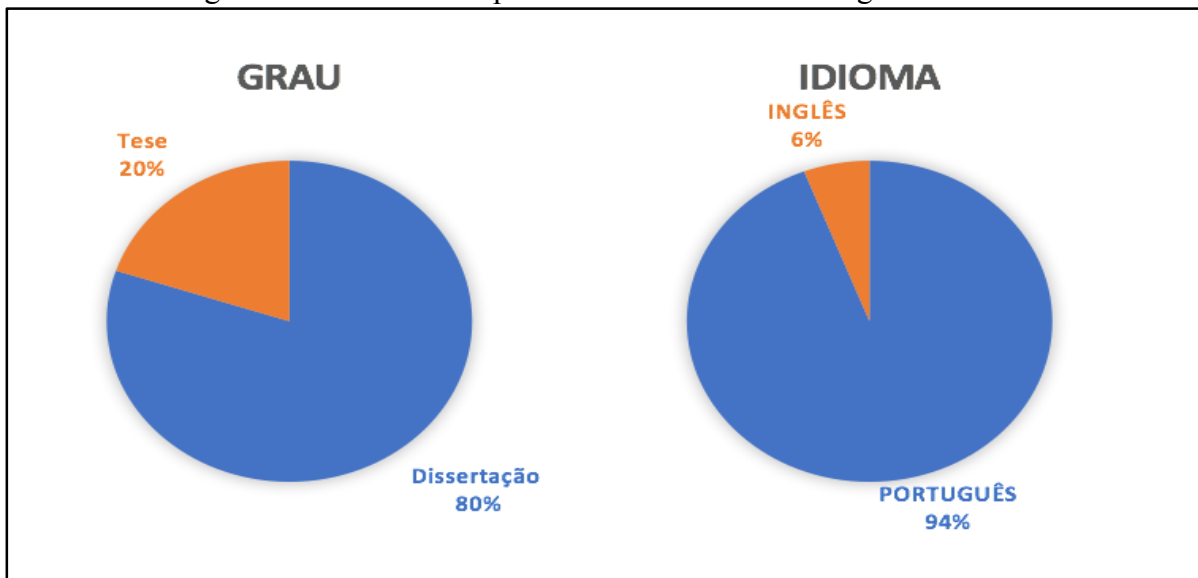 GRAU
Tese
20%
Dissertação
80%
IDIOMA
INGLÊS
6%
PORTUGUÊS
94%